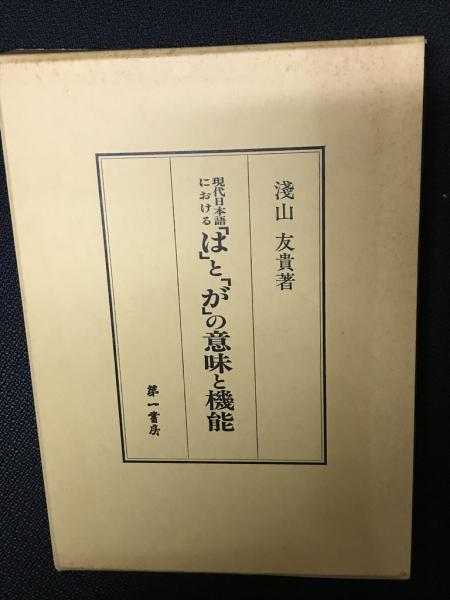 淺山 友貴著
現代日本語
における
「は」と「が」の意味と機能
第一書房